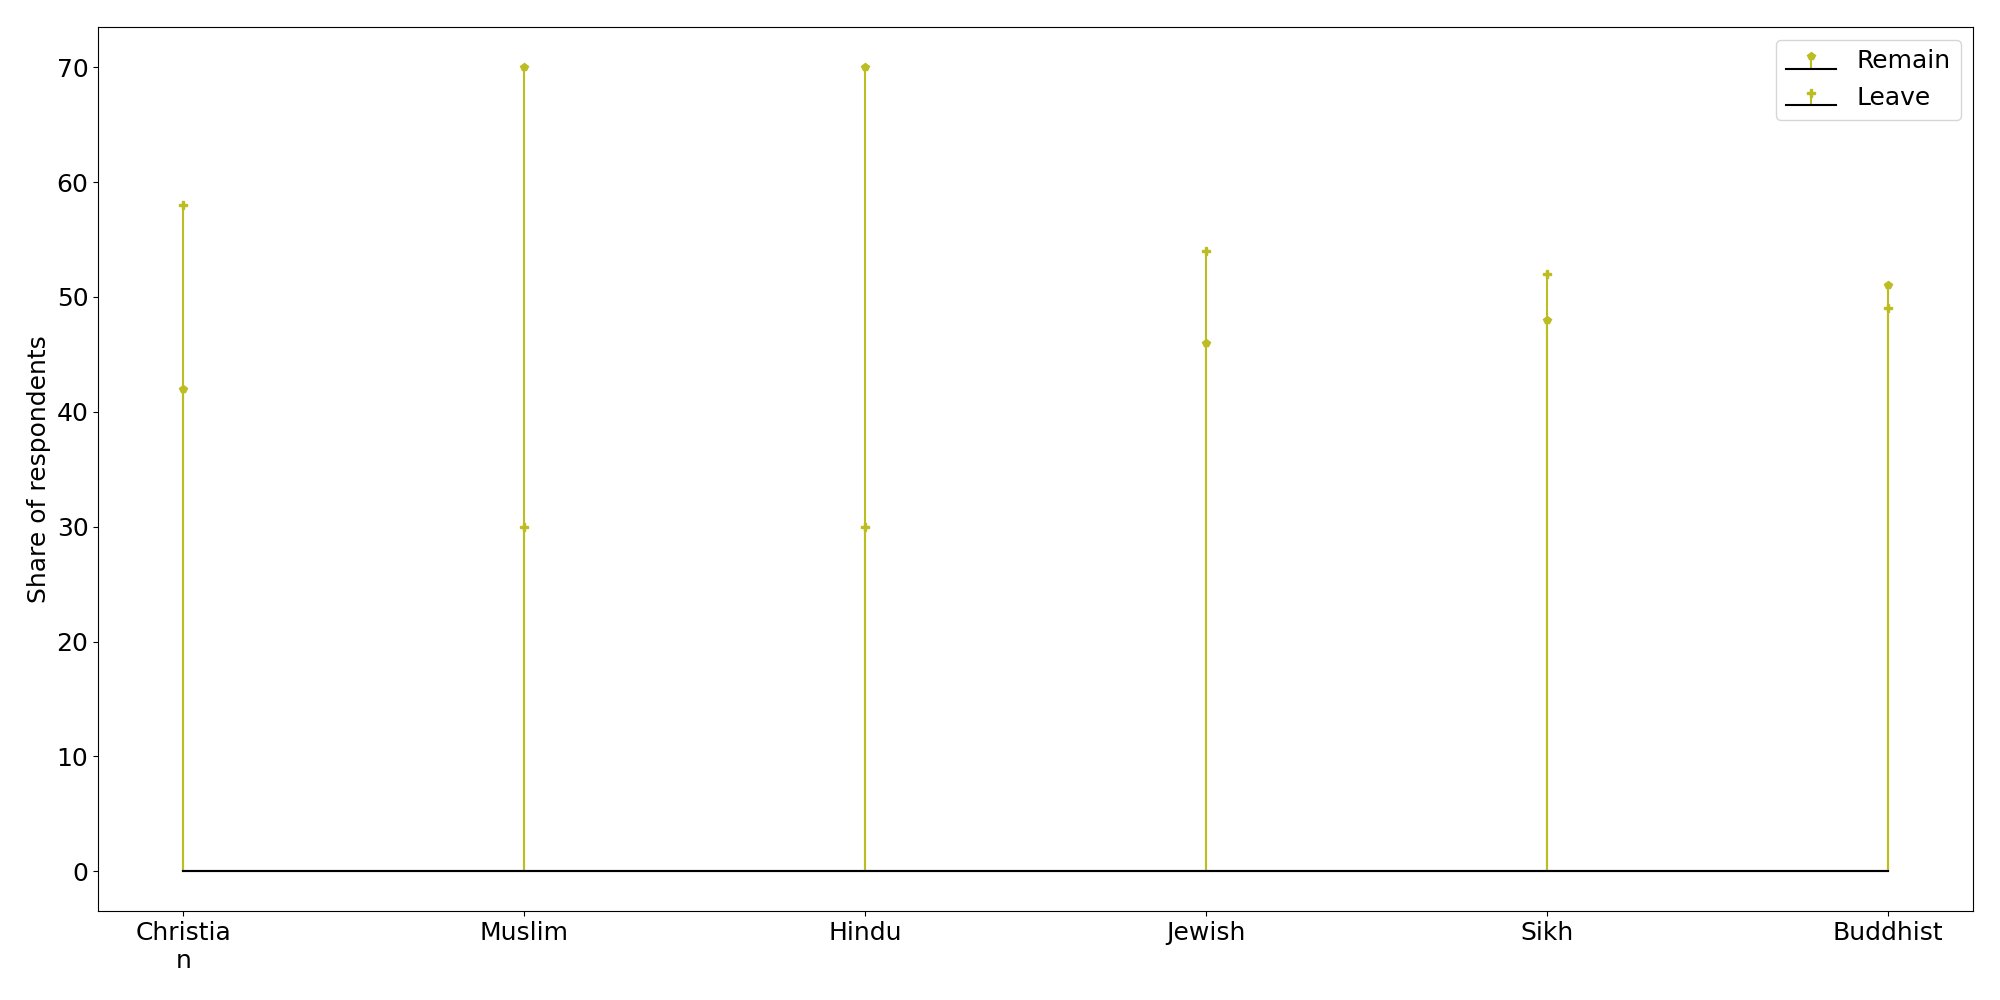 Remain
Leave
Share of respondents
70
60
50
40
30
20
10
0
Christia
n
Muslim
Hindu
Jewish
Sikh
Buddhist